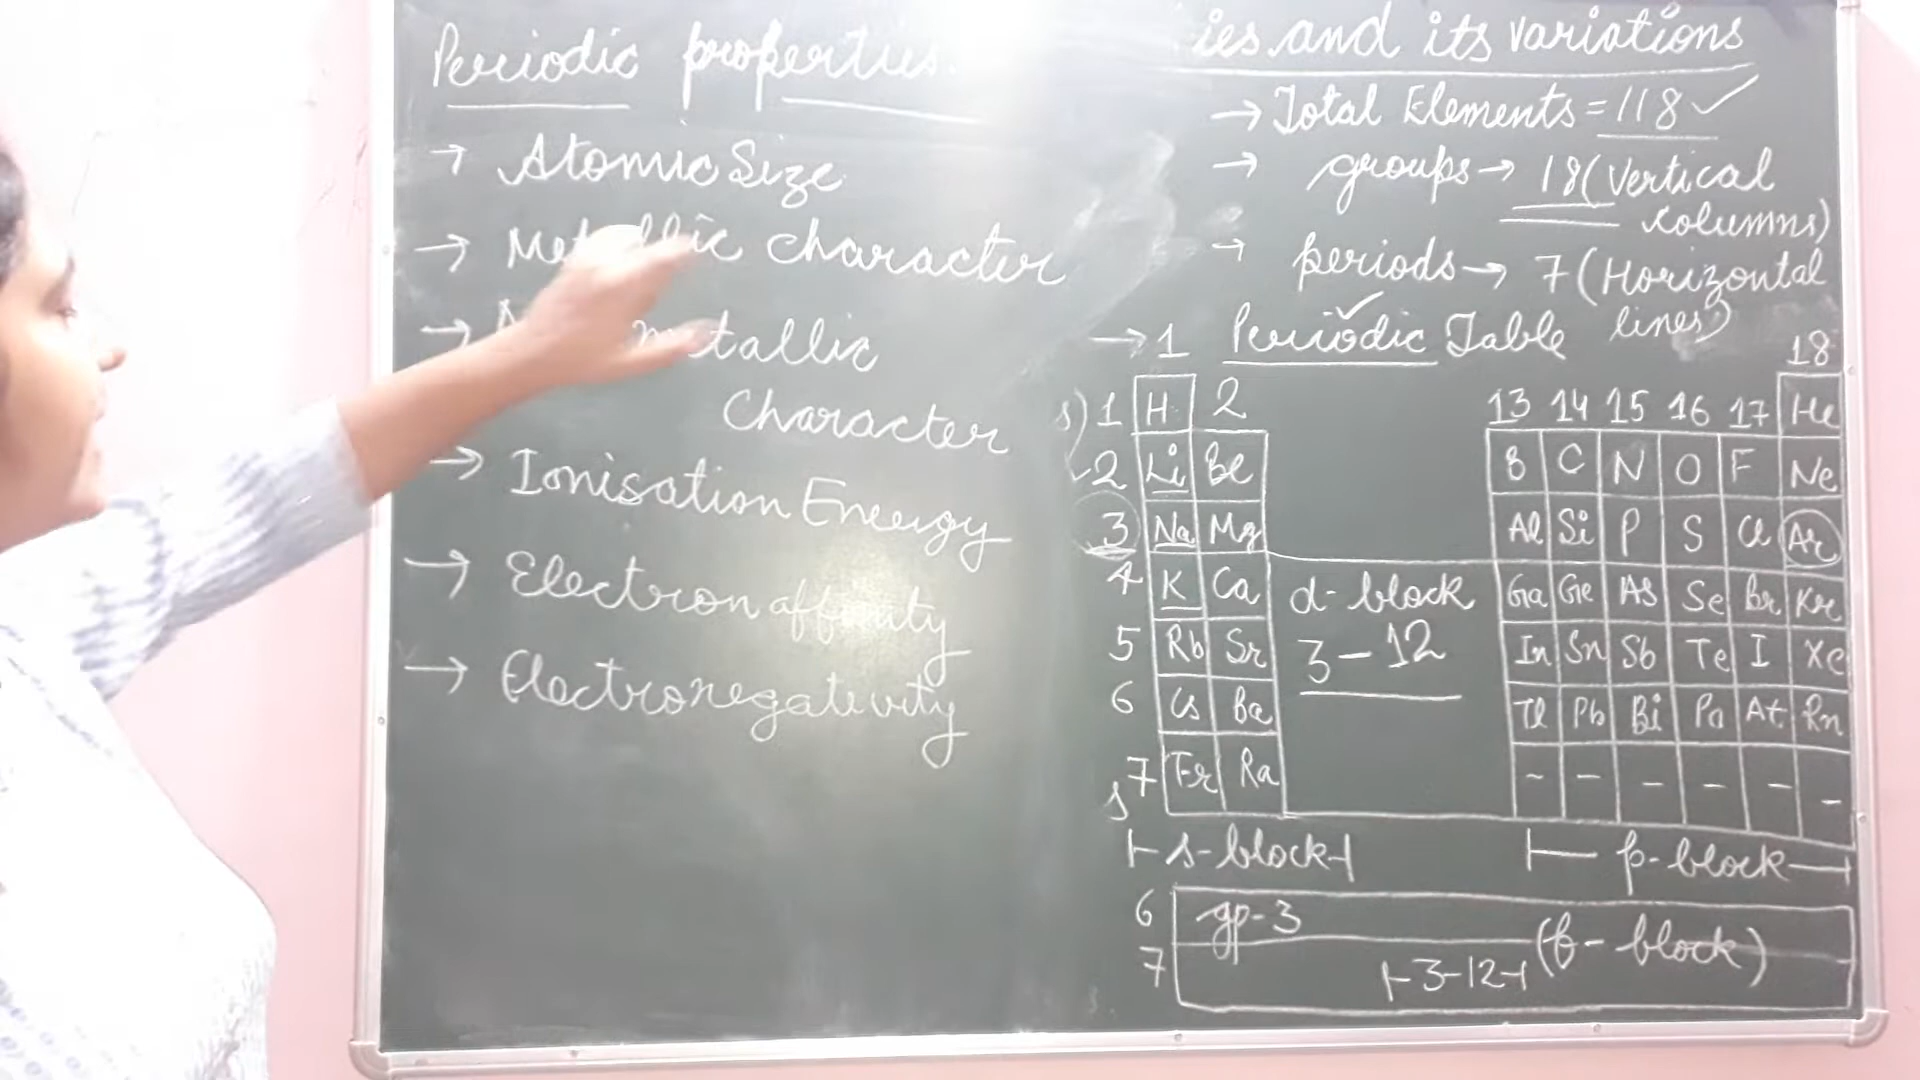 Periodic properties.
→ Atomic Size
→ Metallic character
→ metallic
Character
→ Ionisation Energy
→ Electron affinity
→ Electronegativity
ies and its variations
→ Total Elements = 118 ✓
→ groups → 18 (Vertical
columns)
→ periods → 7 (Horizontal
lines)
→ 1 Periodic Table 18
1 H 2 13 14 15 16 17 He
2 Li Be B C N O F Ne
3 Na Mg Al Si P S Cl Ar
4 K Ca d-block Ga Ge As Se Br Kr
5 Rb Sr 3-12 In Sn Sb Te I Xe
6 Cs Ba Tl Pb Bi Po At Rn
7 Fr Ra - - - - - -
s-block p-block
6 gp-3
7 3-12 (f-block)